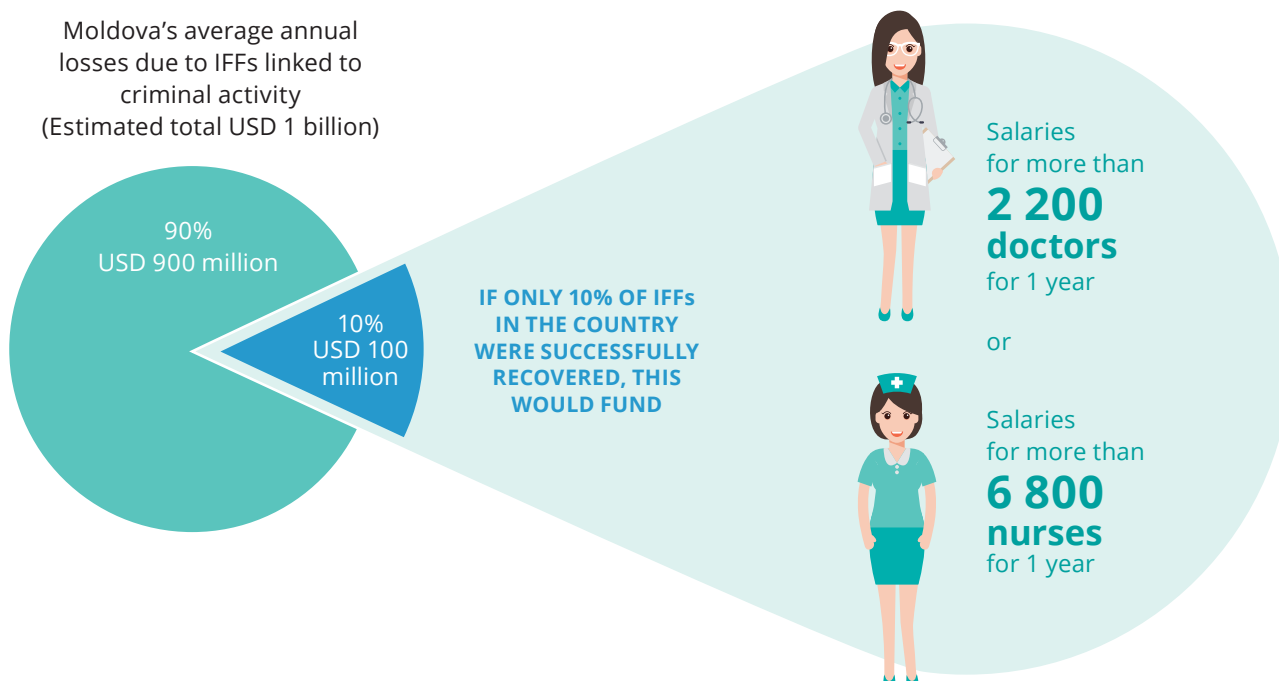 Moldova’s average annual
losses due to IFFs linked to
criminal activity
(Estimated total USD 1 billion)
90%
USD 900 million
10%
USD 100
million
IF ONLY 10% OF IFFs
IN THE COUNTRY
WERE SUCCESSFULLY
RECOVERED, THIS
WOULD FUND
Salaries
for more than
2 200
doctors
for 1 year
or
Salaries
for more than
6 800
nurses
for 1 year